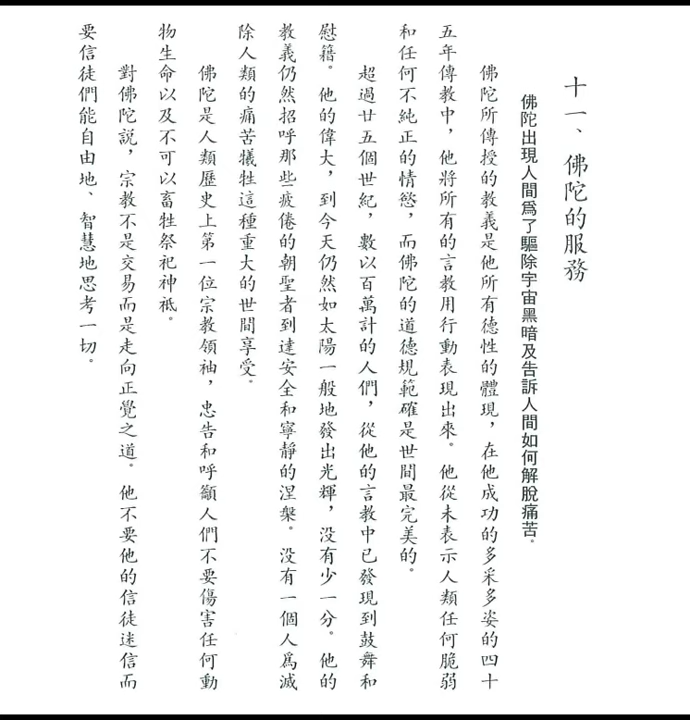 十一、佛陀的服務
佛陀出現人間爲了驅除宇宙黑暗及告訴人間如何解脫痛苦。
佛陀所傳授的教義是他所有德性的體現，在他成功的多采多姿的四十
五年傳教中，他將所有的言教用行動表現出來。他從未表示人類任何脆弱
和任何不純正的情慾，而佛陀的道德規範確是世間最完美的。
超過廿五個世紀，數以百萬計的人們，從他的言教中已發現到鼓舞和
慰籍。他的偉大，到今天仍然如太陽一般地發出光輝，没有少一分。他的
教義仍然招呼那些疲倦的朝聖者到達安全和寧靜的涅槃。没有一個人爲滅
除人類的痛苦犧牲這種重大的世間享受。
佛陀是人類歷史上第一位宗教領袖，忠告和呼籲人們不要傷害任何動
物生命以及不可以畜牲祭祀神祇。
對佛陀説，宗教不是交易而是走向正覺之道。他不要他的信徒迷信而
要信徒們能自由地、智慧地思考一切。